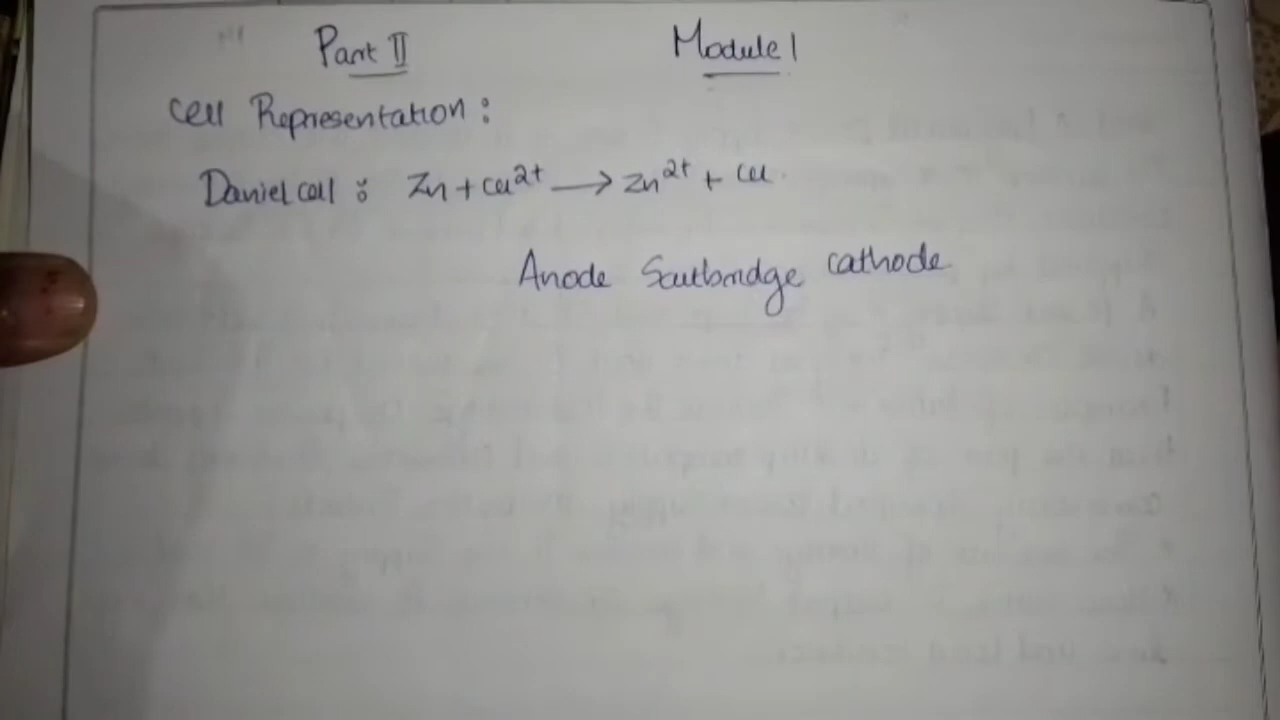 Part II Module 1
Cell Representation:
Daniel cell : Zn + Cu²⁺ → Zn²⁺ + Cu.
Anode Saltbridge cathode